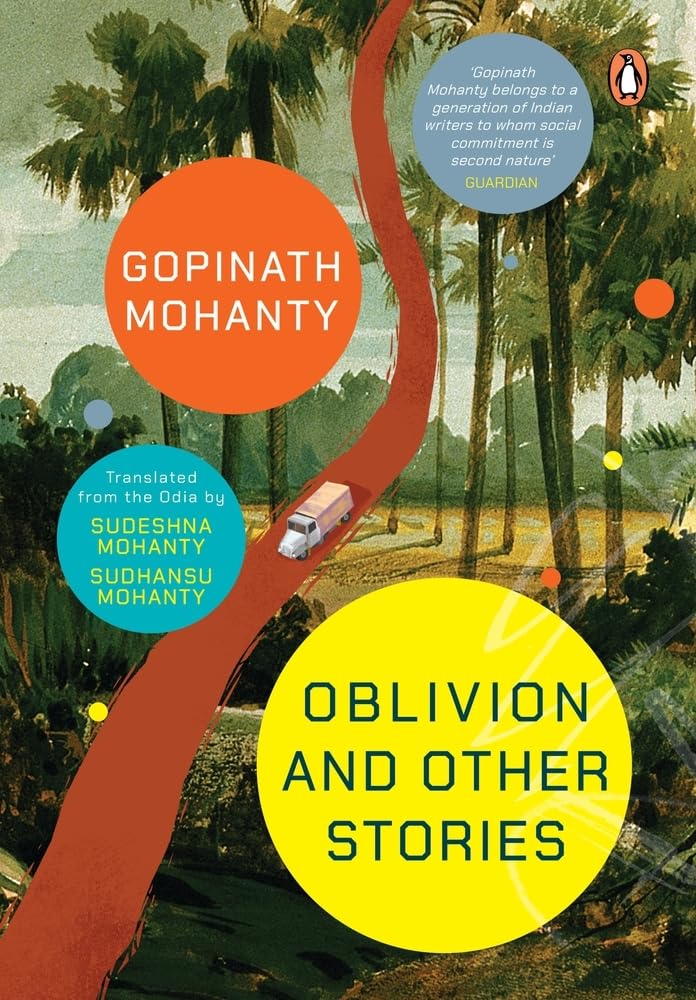 'Gopinath
Mohanty belongs to a
generation of Indian
writers to whom social
commitment is
second nature'
GUARDIAN
GOPINATH
MOHANTY
Translated
from the Odia by
SUDESHNA
MOHANTY
SUDHANSU
MOHANTY
OBLIVION
AND OTHER
STORIES